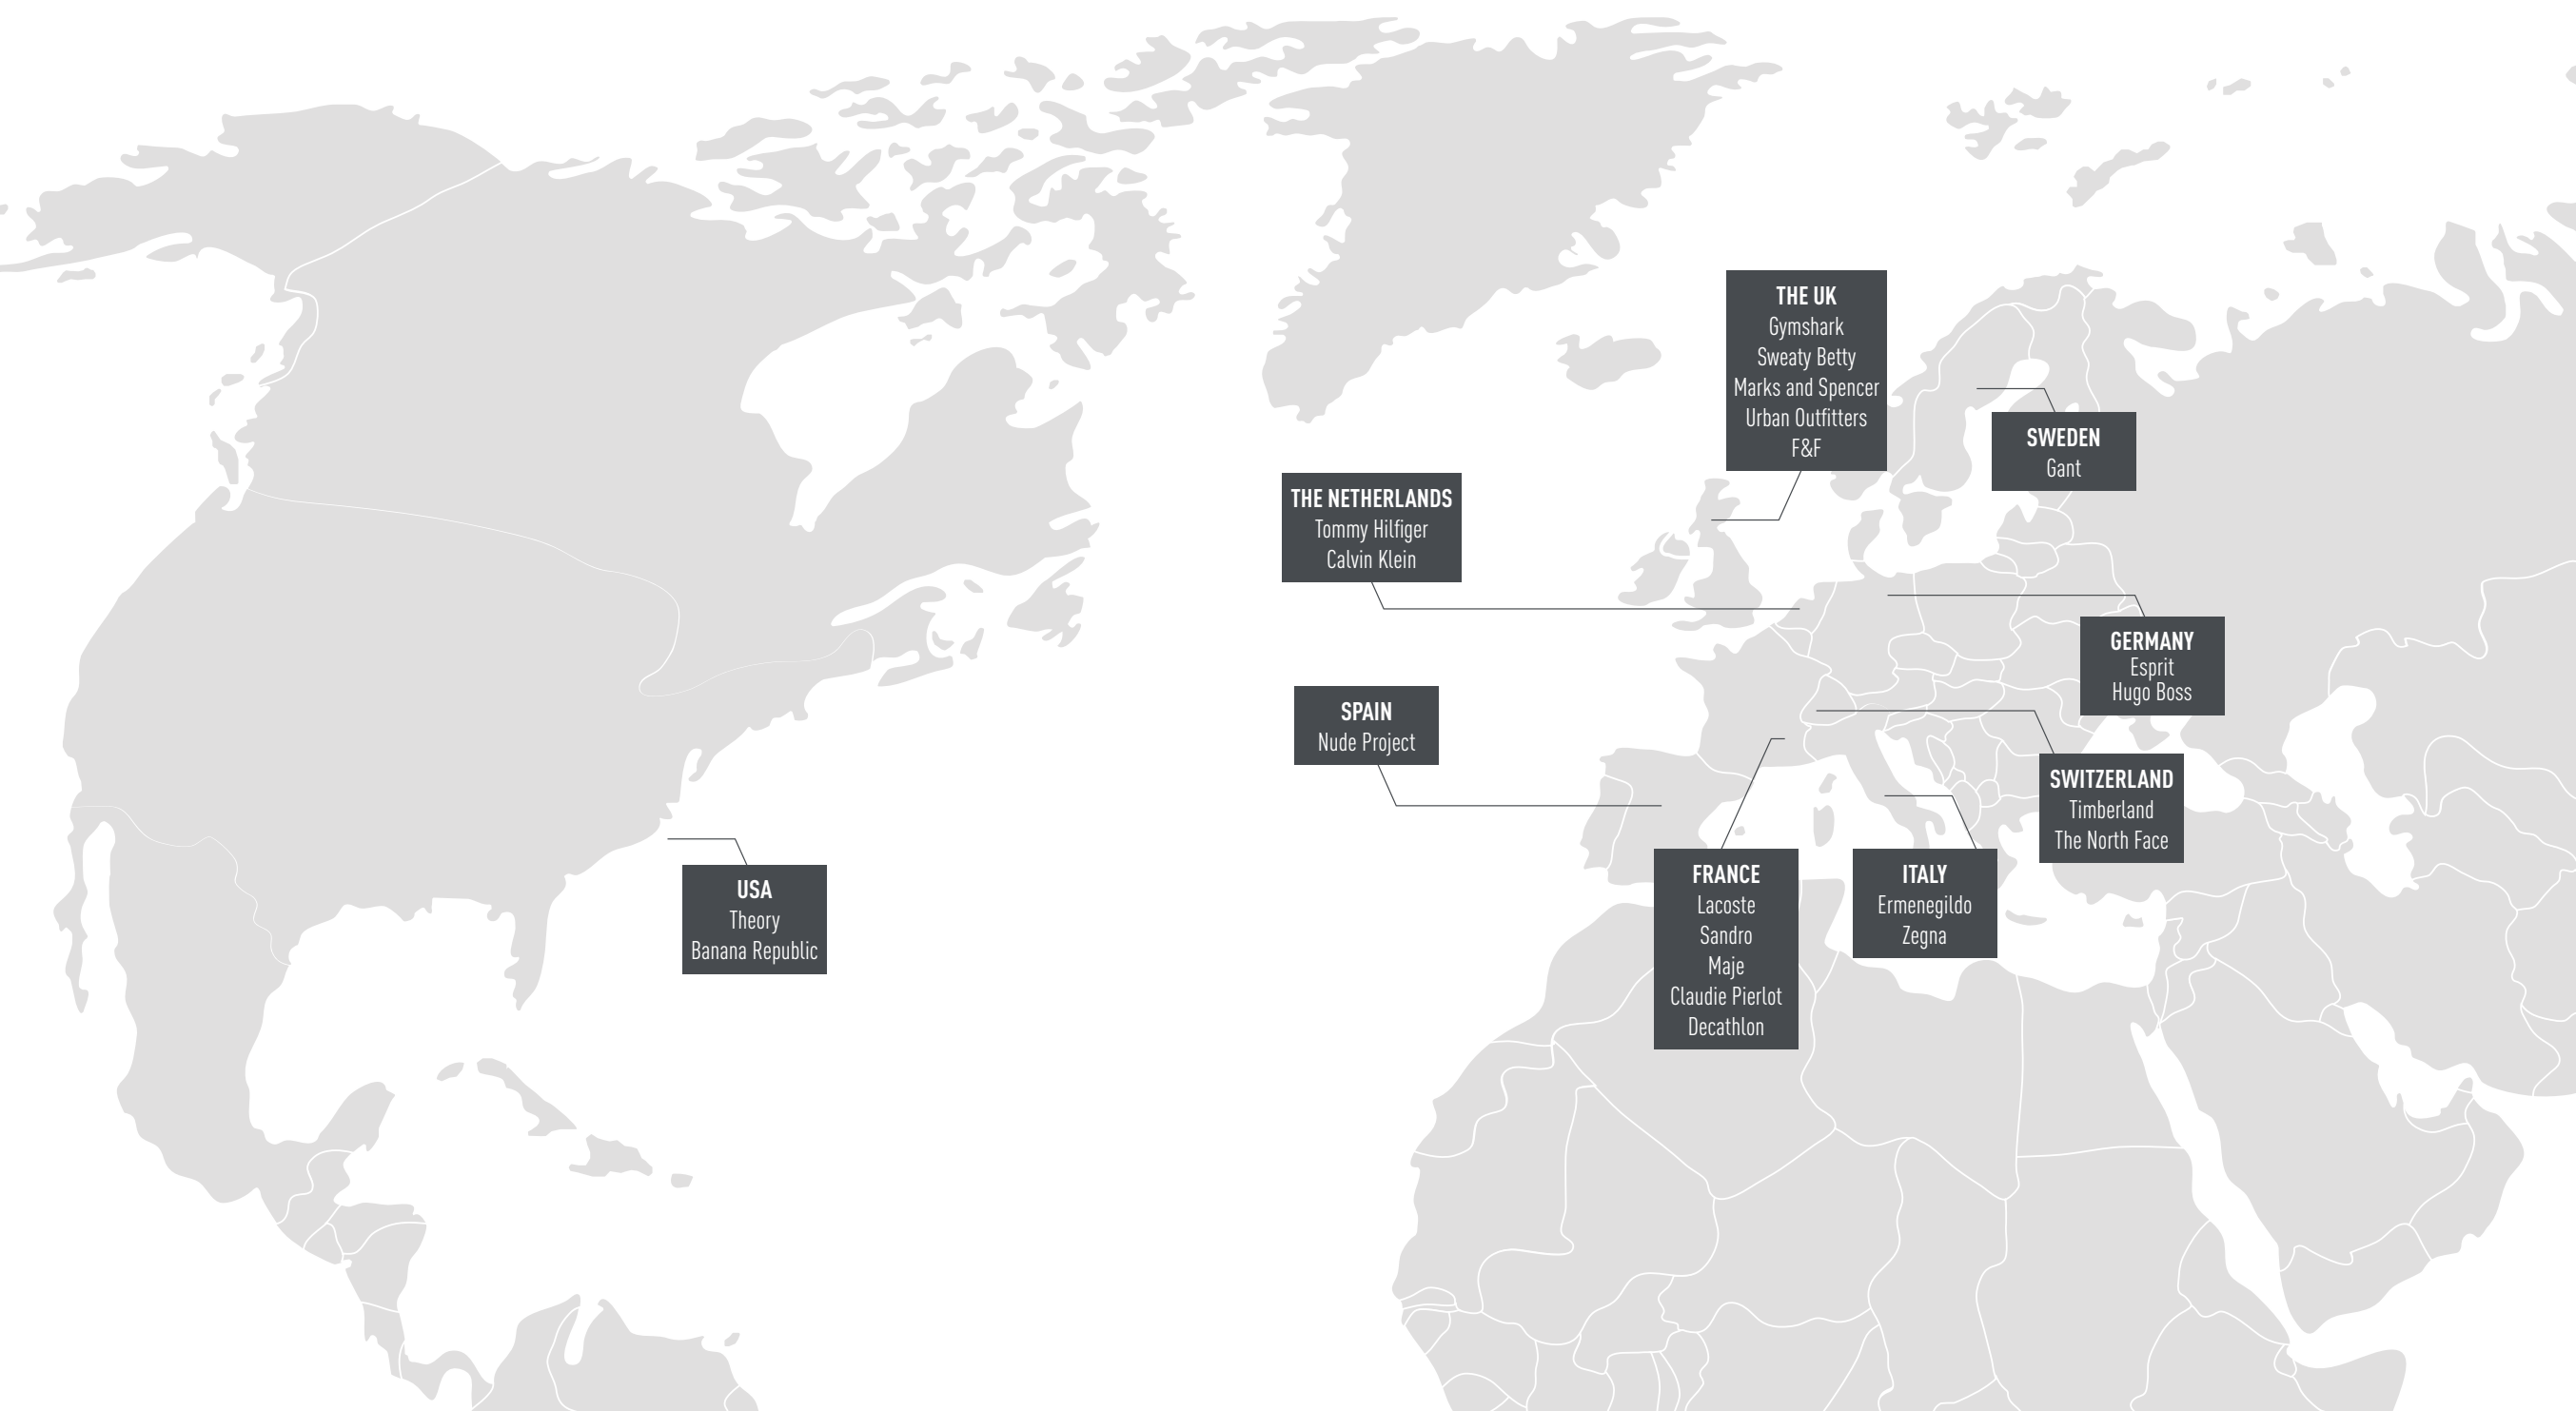 THE UK
Gymshark
Sweaty Betty
Marks and Spencer
Urban Outfitters
F&F
SWEDEN
Gant
THE NETHERLANDS
Tommy Hilfiger
Calvin Klein
GERMANY
Esprit
Hugo Boss
SPAIN
Nude Project
SWITZERLAND
Timberland
The North Face
USA
Theory
Banana Republic
FRANCE
Lacoste
Sandro
Maje
Claudie Pierlot
Decathlon
ITALY
Ermenegildo
Zegna